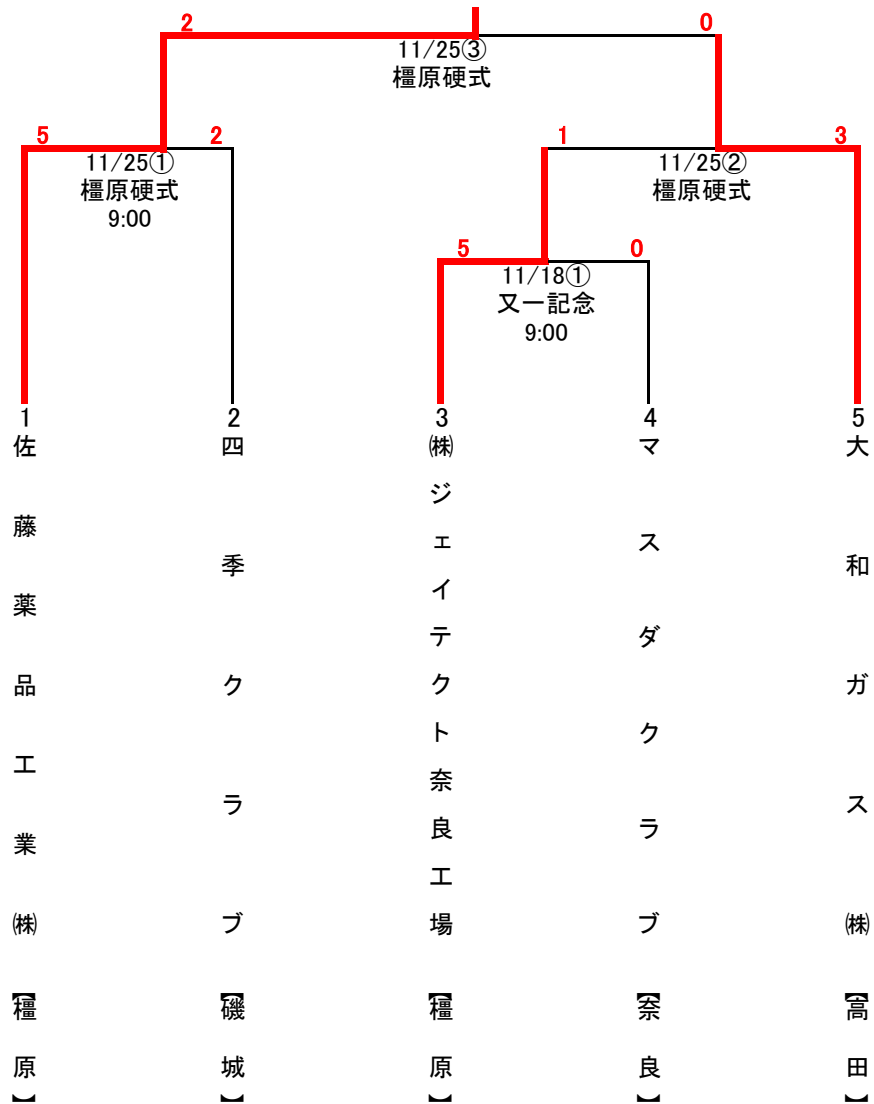 2
0
11/25③
橿原硬式
5
2
1
3
11/25①
橿原硬式
9:00
11/25②
橿原硬式
5
0
11/18①
又一記念
9:00
1
佐藤薬品工業㈱【橿原】
2
四季クラブ【磯城】
3
㈱ジェイテクト奈良工場【橿原】
4
マスダクラブ【奈良】
5
大和ガス㈱【高田】